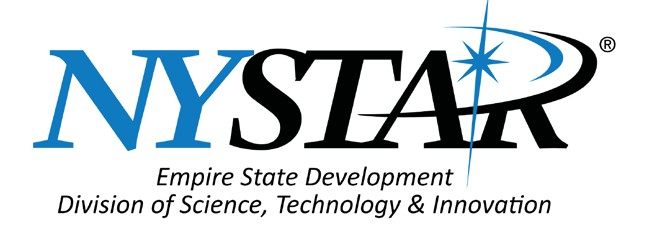 NYSTAR®
Empire State Development
Division of Science, Technology & Innovation